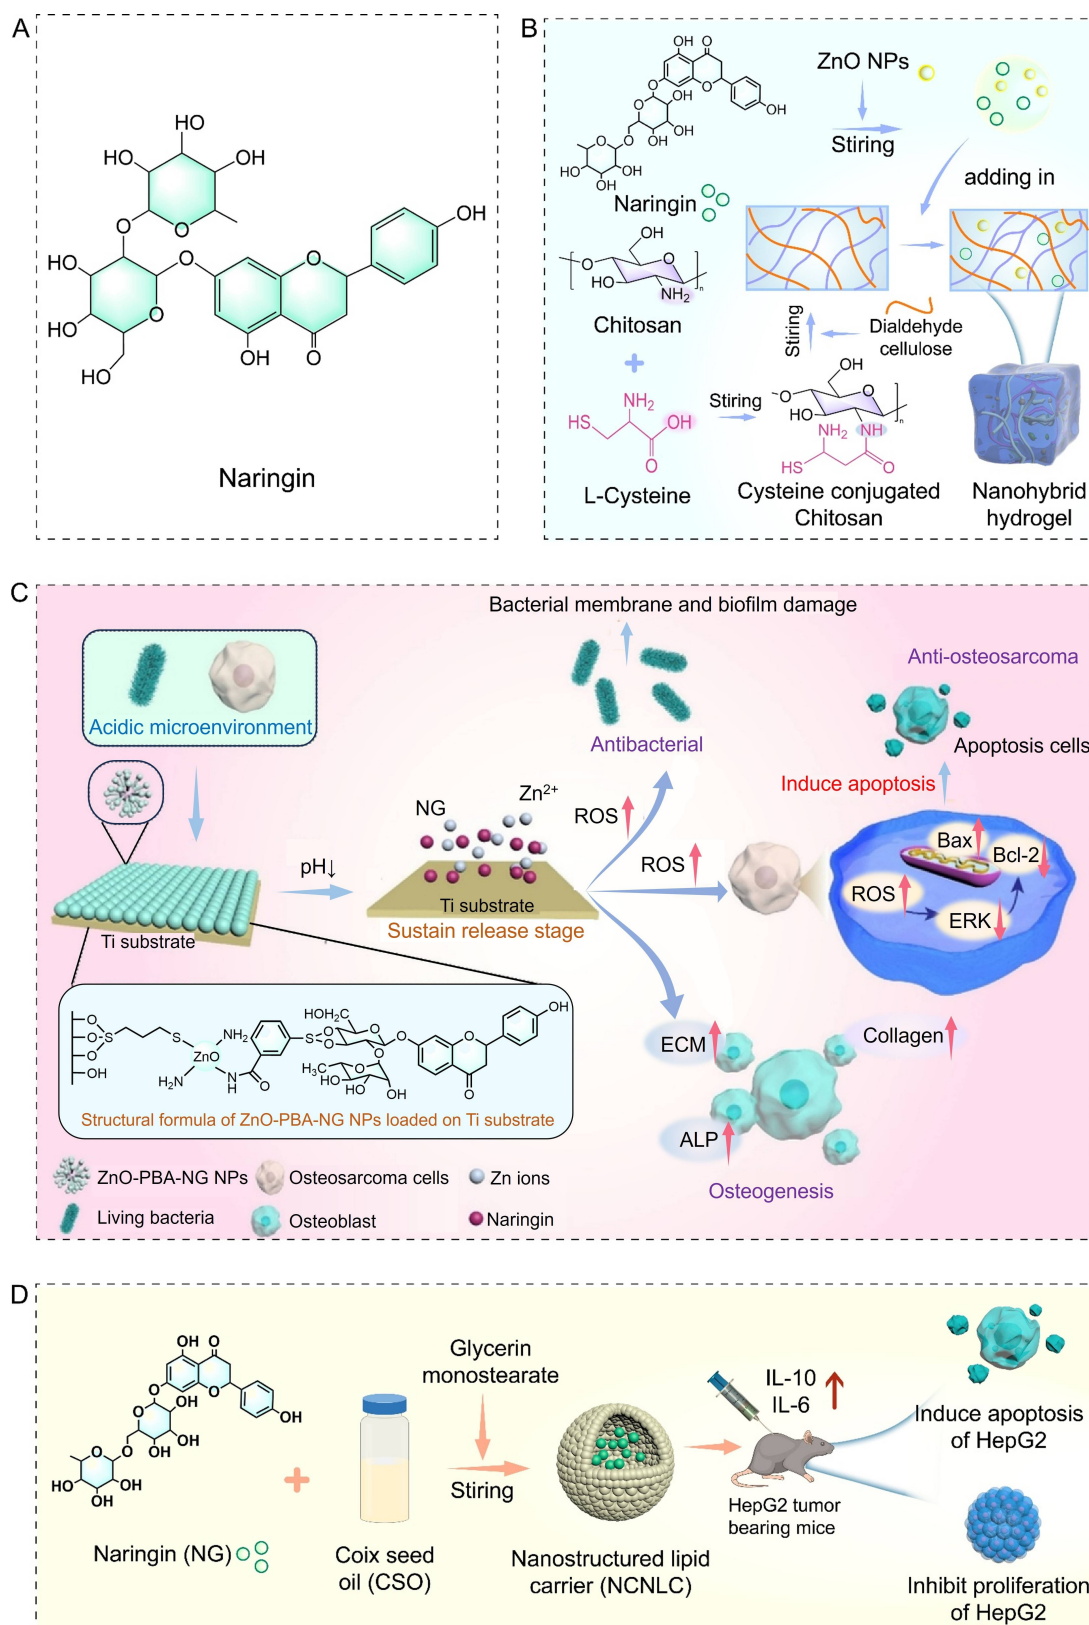 A
HO
HO
OH
O
O
HO
O
O
OH
HO
O
OH
O
HO
Naringin
B
OH
O
O
O
OH
O
OH
OH
O
OH
O
O
OH
OH
OH
Naringin
ZnO NPs
Stiring
adding in
OH
O
O
HO
NH₂
n
Chitosan
+
NH₂
HS
OH
O
L-Cysteine
Stiring
Stiring
Dialdehyde
cellulose
OH
O
O
HO
n
NH₂
NH
HS
O
Cysteine conjugated
Chitosan
Nanohybrid
hydrogel
C
Bacterial membrane and biofilm damage
Anti-osteosarcoma
Acidic microenvironment
Antibacterial
Apoptosis cells
Induce apoptosis
NG
Zn²⁺
ROS
ROS
pH↓
Ti substrate
Ti substrate
Sustain release stage
Bax
Bcl-2
ROS
ERK
O
O
S
O
OH
S
NH₂
ZnO
H₂N
N
H
O
S
O
O
HOH₂C
O
O
O
O
H₃C
O
HO
HO
OH
O
OH
Structural formula of ZnO-PBA-NG NPs loaded on Ti substrate
ECM
Collagen
ALP
Osteogenesis
ZnO-PBA-NG NPs
Osteosarcoma cells
Zn ions
Living bacteria
Osteoblast
Naringin
D
OH
O
O
O
OH
O
OH
OH
O
OH
O
O
OH
OH
OH
Naringin (NG)
+
Coix seed
oil (CSO)
Glycerin
monostearate
Stiring
Nanostructured lipid
carrier (NCNLC)
IL-10
IL-6
HepG2 tumor
bearing mice
Induce apoptosis
of HepG2
Inhibit proliferation
of HepG2